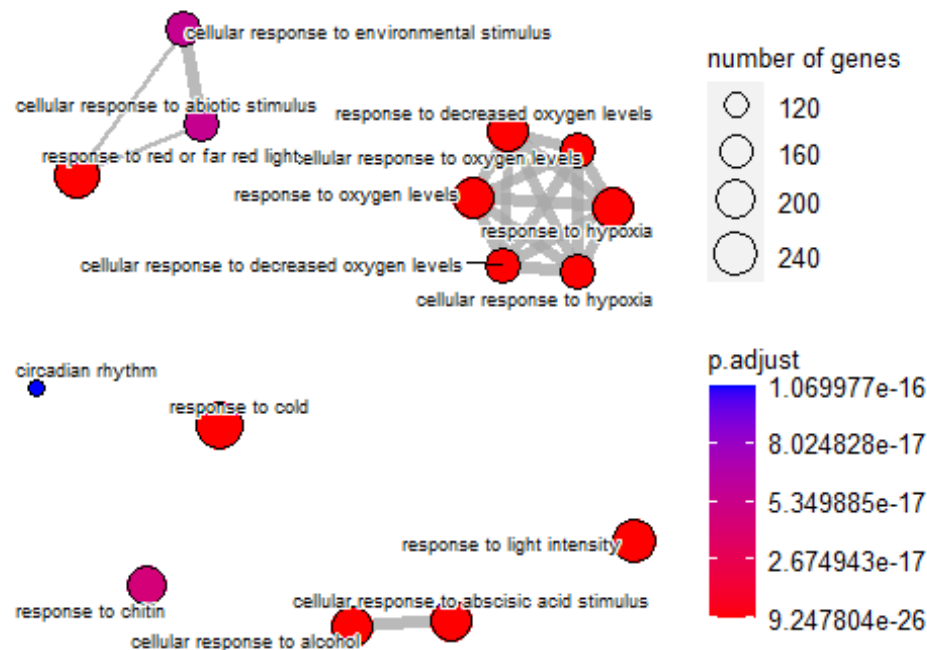 cellular response to environmental stimulus
cellular response to abiotic stimulus
response to decreased oxygen levels
response to red or far red light
cellular response to oxygen levels
response to oxygen levels
response to hypoxia
cellular response to decreased oxygen levels
cellular response to hypoxia
circadian rhythm
response to cold
response to light intensity
response to chitin
cellular response to abscisic acid stimulus
cellular response to alcohol
number of genes
120
160
200
240
p.adjust
1.069977e-16
8.024828e-17
5.349885e-17
2.674943e-17
9.247804e-26